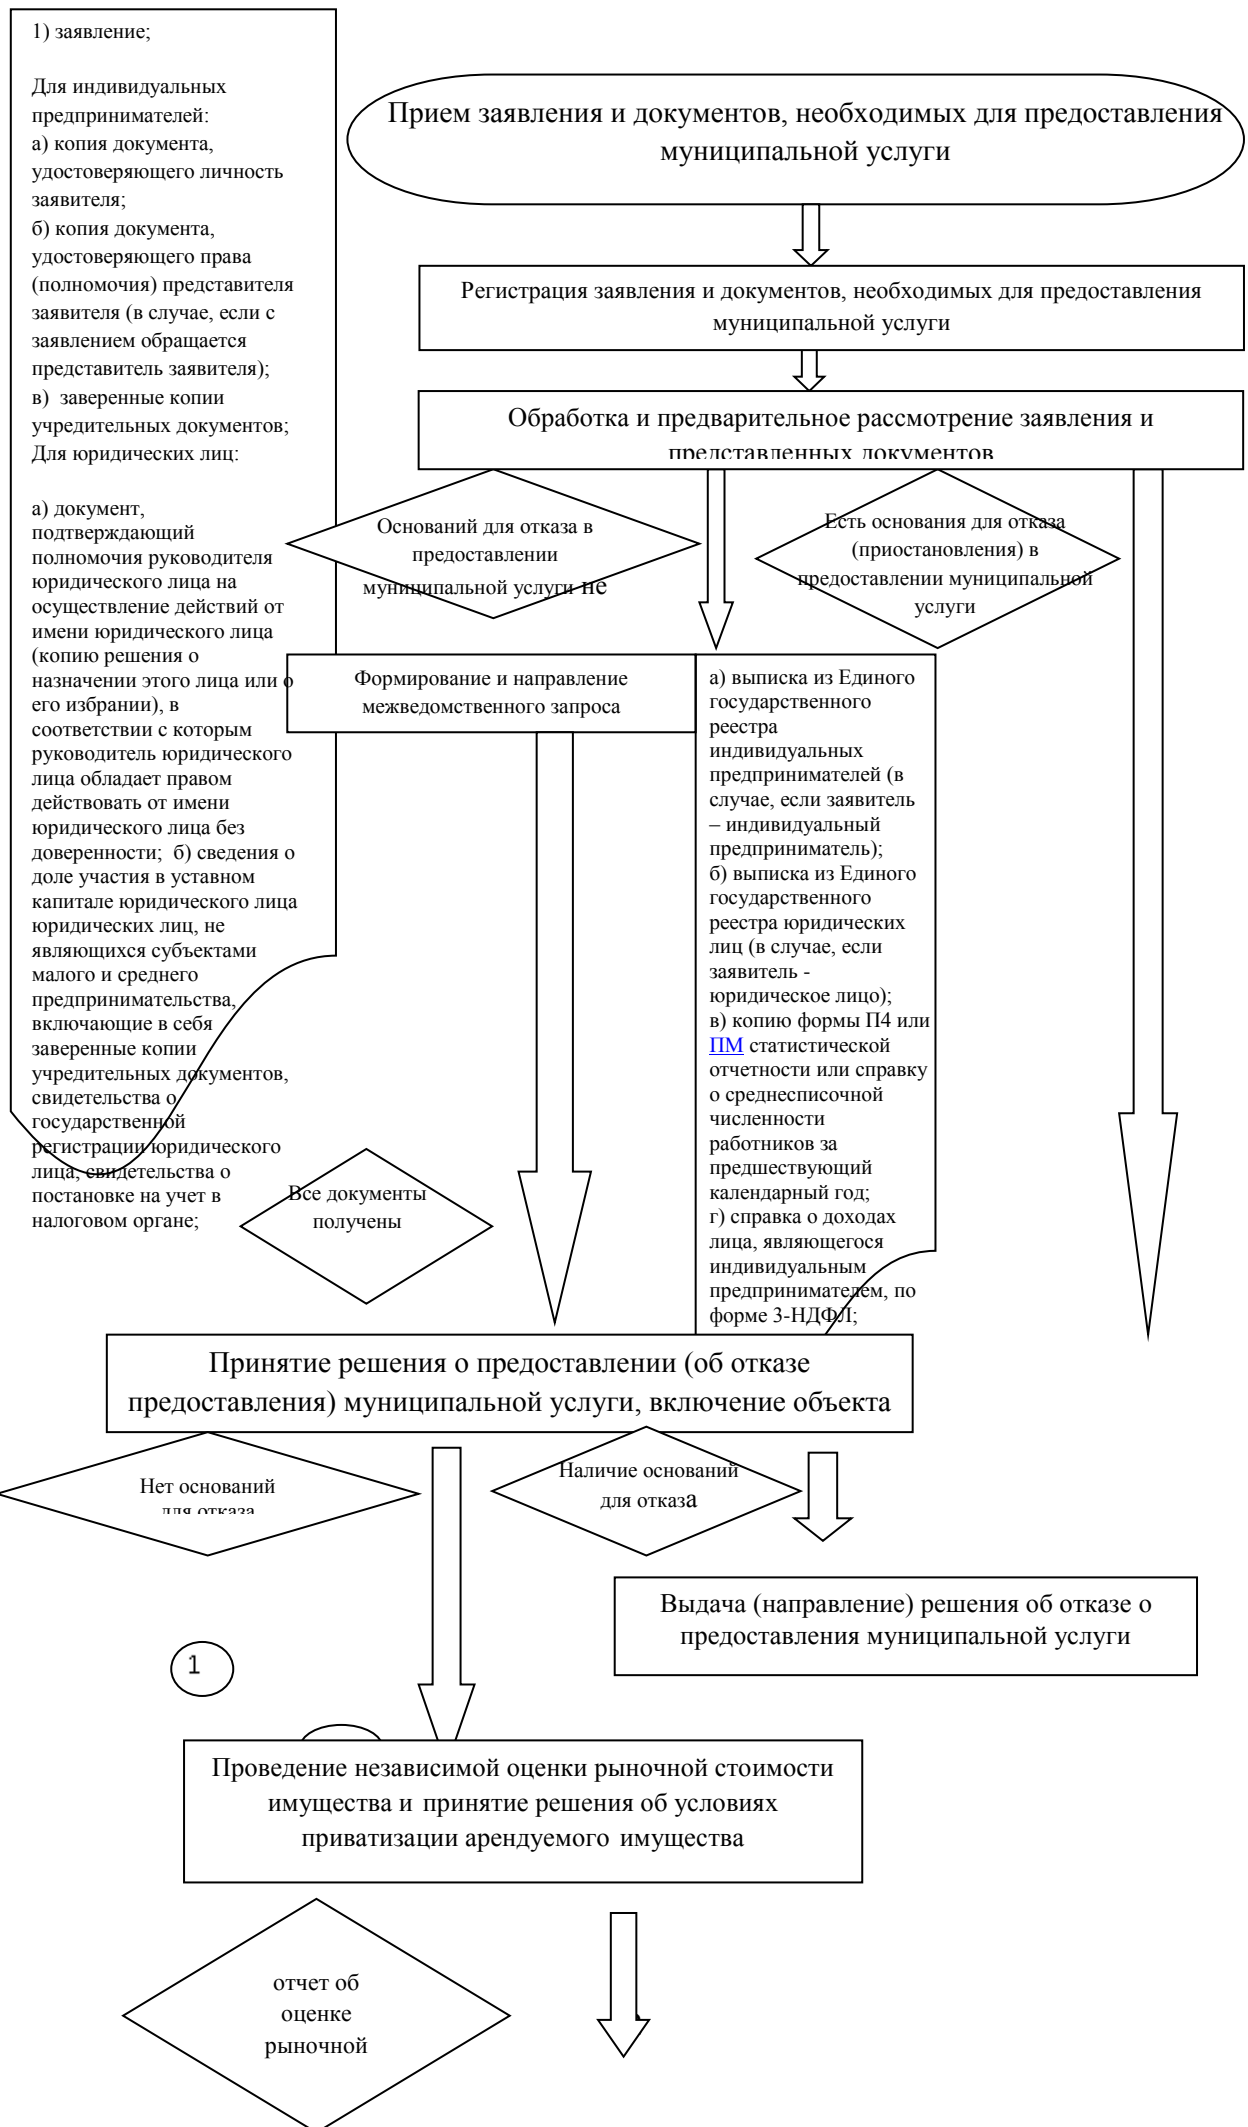 1) заявление;
Для индивидуальных
предпринимателей:
а) копия документа,
удостоверяющего личность
заявителя;
б) копия документа,
удостоверяющего права
(полномочия) представителя
заявителя (в случае, если с
заявлением обращается
представитель заявителя);
в) заверенные копии
учредительных документов;
Для юридических лиц:
а) документ,
подтверждающий
полномочия руководителя
юридического лица на
осуществление действий от
имени юридического лица
(копию решения о
назначении этого лица или о
его избрании), в
соответствии с которым
руководитель юридического
лица обладает правом
действовать от имени
юридического лица без
доверенности; б) сведения о
доле участия в уставном
капитале юридического лица
юридических лиц, не
являющихся субъектами
малого и среднего
предпринимательства,
включающие в себя
заверенные копии
учредительных документов,
свидетельства о
государственной
регистрации юридического
лица, свидетельства о
постановке на учет в
налоговом органе;
Прием заявления и документов, необходимых для предоставления
муниципальной услуги
Регистрация заявления и документов, необходимых для предоставления
муниципальной услуги
Обработка и предварительное рассмотрение заявления и
представленных документов
Оснований для отказа в
предоставлении
муниципальной услуги не
Есть основания для отказа
(приостановления) в
предоставлении муниципальной
услуги
Формирование и направление
межведомственного запроса
а) выписка из Единого
государственного
реестра
индивидуальных
предпринимателей (в
случае, если заявитель
– индивидуальный
предприниматель);
б) выписка из Единого
государственного
реестра юридических
лиц (в случае, если
заявитель -
юридическое лицо);
в) копию формы П4 или
ПМ статистической
отчетности или справку
о среднесписочной
численности
работников за
предшествующий
календарный год;
г) справка о доходах
лица, являющегося
индивидуальным
предпринимателем, по
форме 3-НДФЛ;
Все документы
получены
Принятие решения о предоставлении (об отказе
предоставления) муниципальной услуги, включение объекта
Нет оснований
для отказа
Наличие оснований
для отказа
Выдача (направление) решения об отказе о
предоставления муниципальной услуги
1
Проведение независимой оценки рыночной стоимости
имущества и принятие решения об условиях
приватизации арендуемого имущества
отчет об
оценке
рыночной